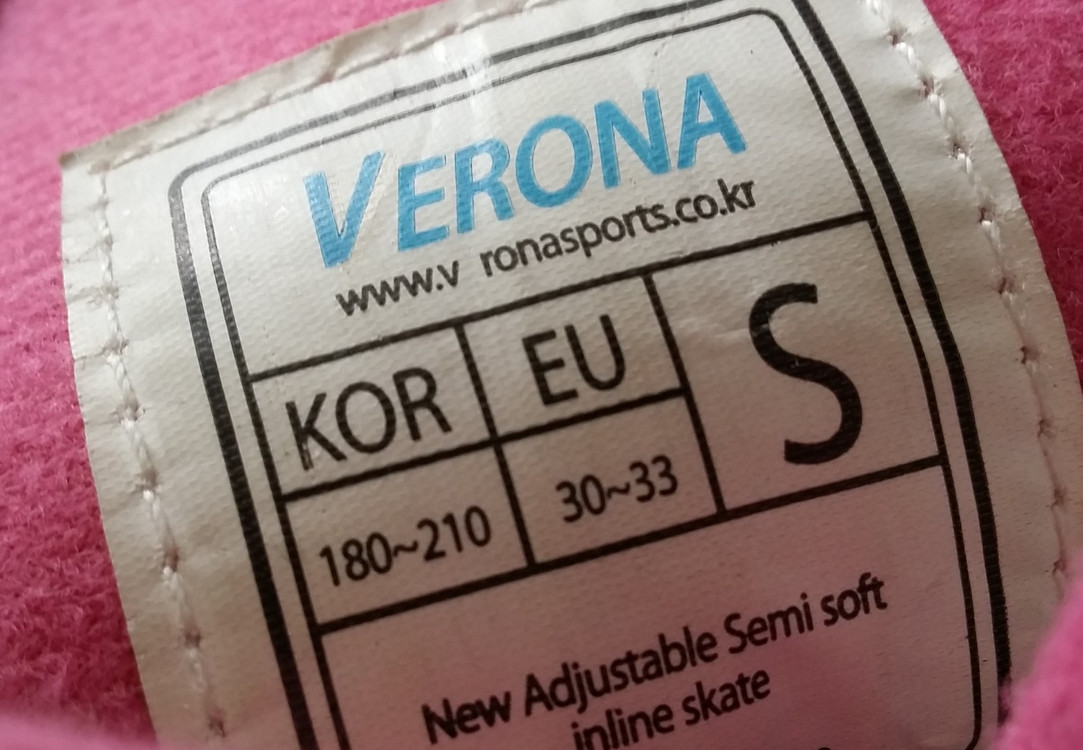 VERONA
www.v ronasports.co.kr
KOR EU S
180~210 30~33
New Adjustable Semi soft
inline skate